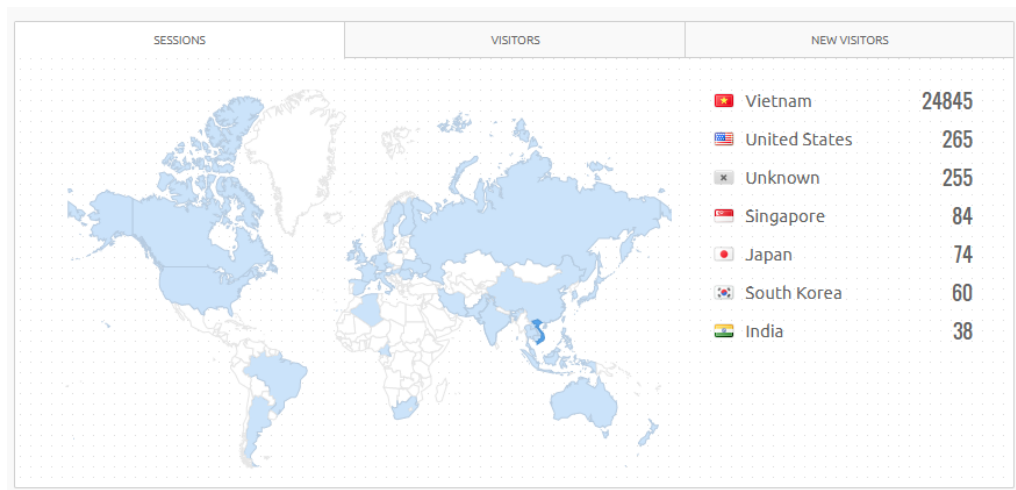 SESSIONS VISITORS NEW VISITORS
Vietnam 24845
United States 265
Unknown 255
Singapore 84
Japan 74
South Korea 60
India 38